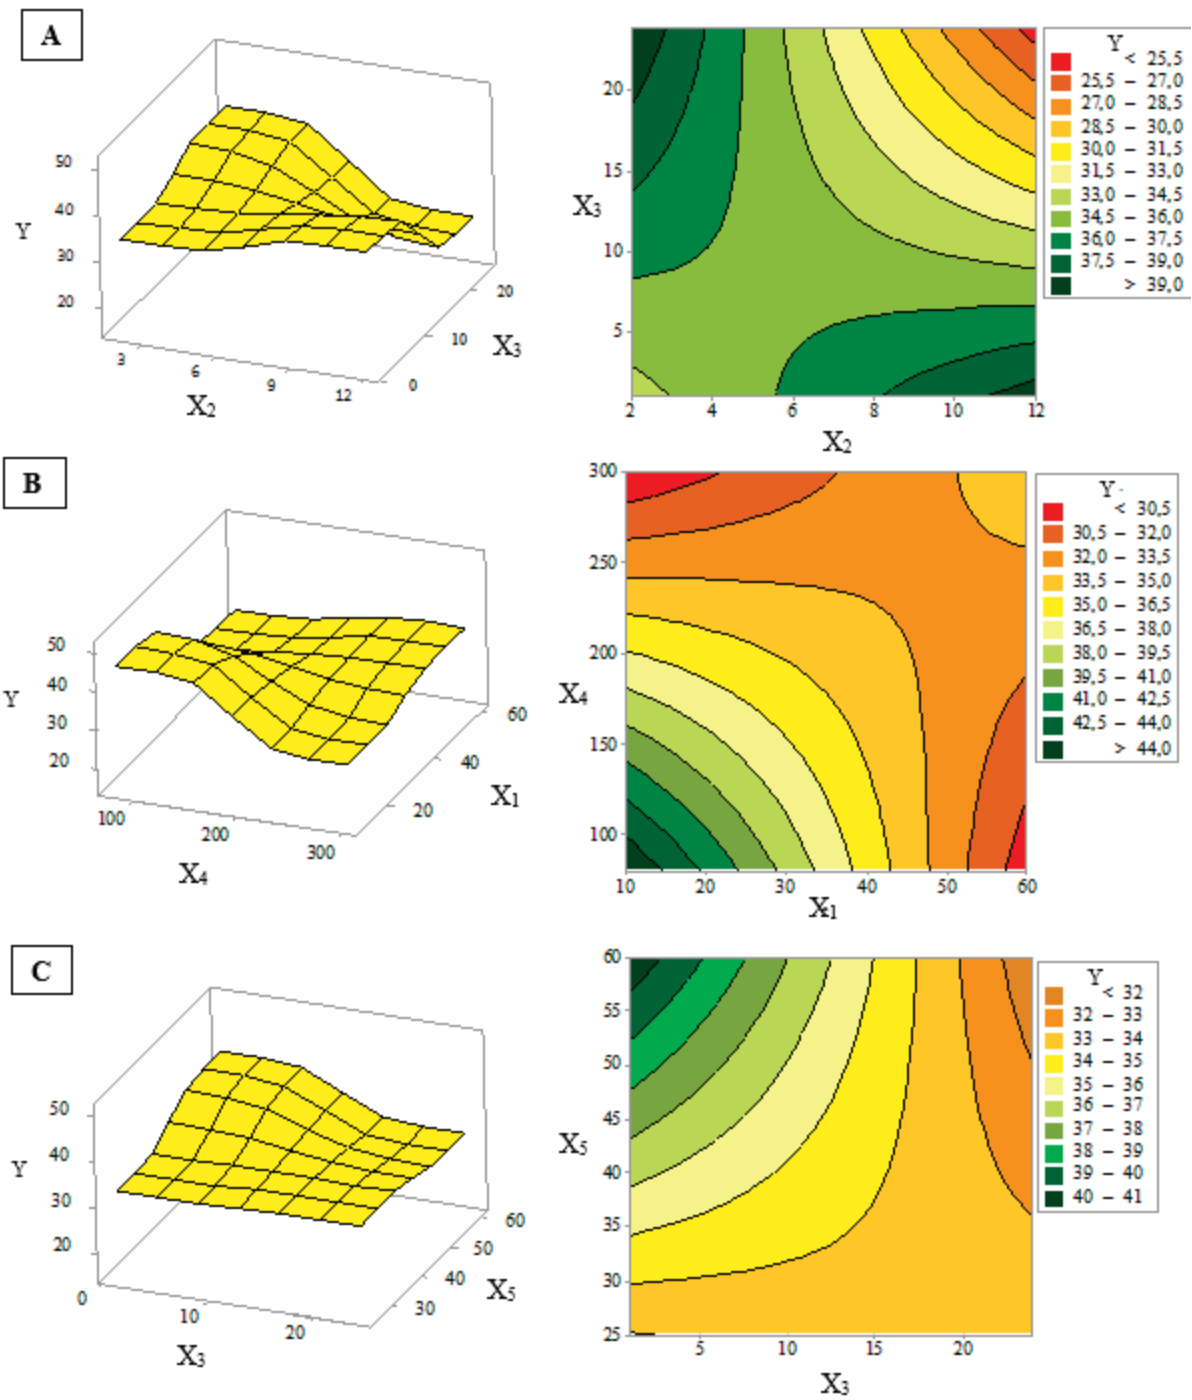 A
50
40
Y
30
20
3
6
9
12
X2
0
10
20
X3
20
15
X3
10
5
2
4
6
8
10
12
X2
Y
< 25,5
25,5 – 27,0
27,0 – 28,5
28,5 – 30,0
30,0 – 31,5
31,5 – 33,0
33,0 – 34,5
34,5 – 36,0
36,0 – 37,5
37,5 – 39,0
> 39,0
B
50
40
Y
30
20
100
200
300
X4
20
40
60
X1
300
250
200
X4
150
100
10
20
30
40
50
60
X1
Y
< 30,5
30,5 – 32,0
32,0 – 33,5
33,5 – 35,0
35,0 – 36,5
36,5 – 38,0
38,0 – 39,5
39,5 – 41,0
41,0 – 42,5
42,5 – 44,0
> 44,0
C
50
40
Y
30
20
0
10
20
X3
30
40
50
60
X5
60
55
50
45
X5
40
35
30
25
5
10
15
20
X3
Y
< 32
32 – 33
33 – 34
34 – 35
35 – 36
36 – 37
37 – 38
38 – 39
39 – 40
40 – 41